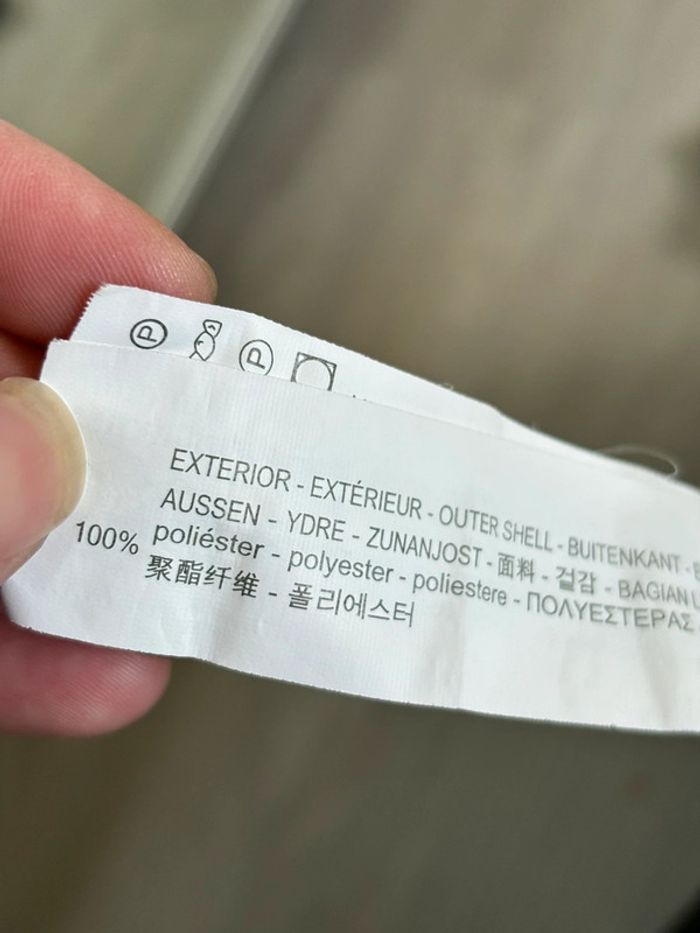 P
P
EXTERIOR - EXTÉRIEUR - OUTER SHELL - BUITENKANT -
AUSSEN - YDRE - ZUNANJOST - 面料 - 겉감 - BAGIAN
100% poliéster - polyester - poliestere - ΠΟΛΥΕΣΤΕΡΑΣ
聚酯纤维 - 폴리에스터